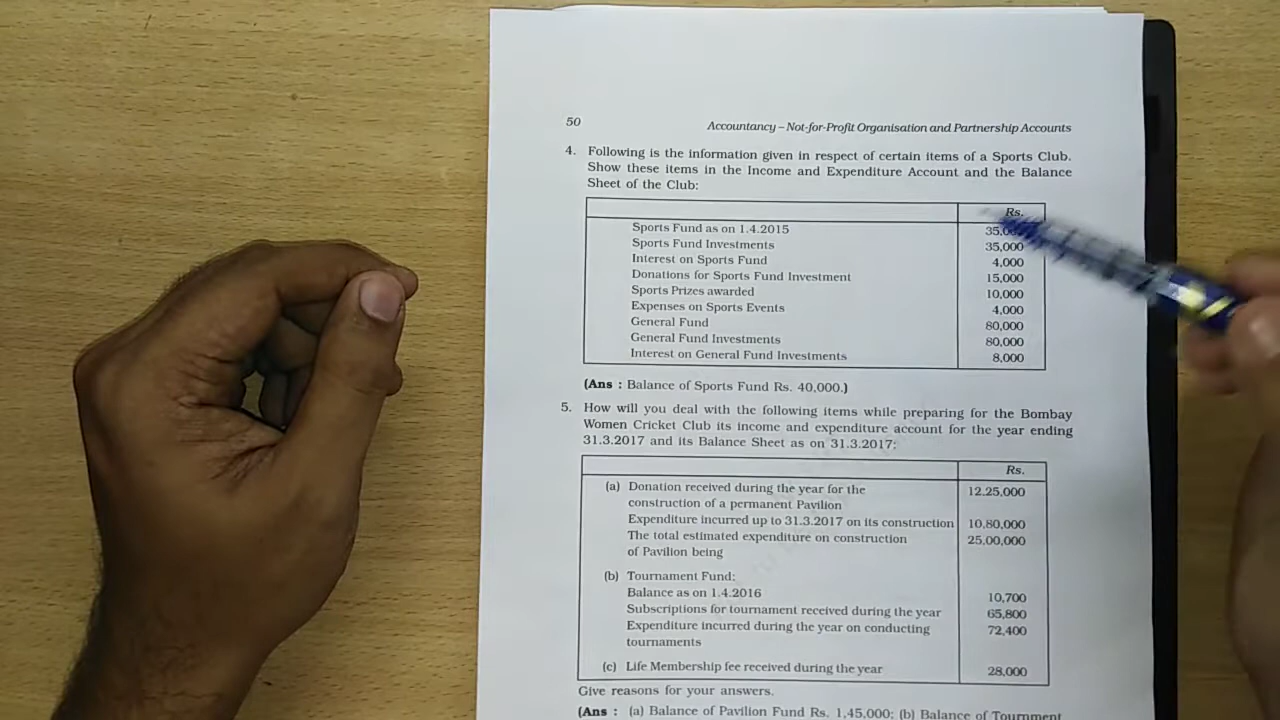 50
Accountancy – Not-for-Profit Organisation and Partnership Accounts
4. Following is the information given in respect of certain items of a Sports Club.
Show these items in the Income and Expenditure Account and the Balance
Sheet of the Club:
Rs.
Sports Fund as on 1.4.2015
Sports Fund Investments 35,000
Interest on Sports Fund 4,000
Donations for Sports Fund Investment 15,000
Sports Prizes awarded 10,000
Expenses on Sports Events 4,000
General Fund 80,000
General Fund Investments 80,000
Interest on General Fund Investments 8,000
(Ans : Balance of Sports Fund Rs. 40,000.)
5. How will you deal with the following items while preparing for the Bombay
Women Cricket Club its income and expenditure account for the year ending
31.3.2017 and its Balance Sheet as on 31.3.2017:
Rs.
(a) Donation received during the year for the 12,25,000
construction of a permanent Pavilion
Expenditure incurred up to 31.3.2017 on its construction 10,80,000
The total estimated expenditure on construction 25,00,000
of Pavilion being
(b) Tournament Fund:
Balance as on 1.4.2016 10,700
Subscriptions for tournament received during the year 65,800
Expenditure incurred during the year on conducting 72,400
tournaments
(c) Life Membership fee received during the year 28,000
Give reasons for your answers.
(Ans : (a) Balance of Pavilion Fund Rs. 1,45,000; (b) Balance of Tournment